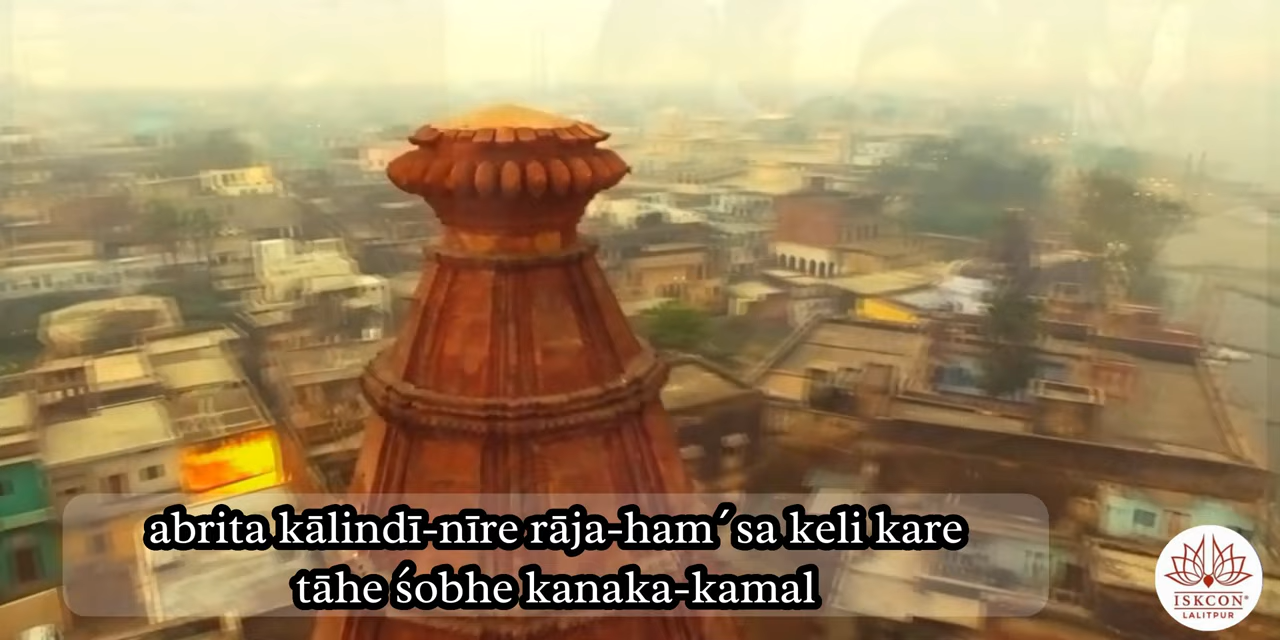 abrita kālindī-nīre rāja-ham´sa keli kare
tāhe śobhe kanaka-kamal
ISKCON®
LALITPUR